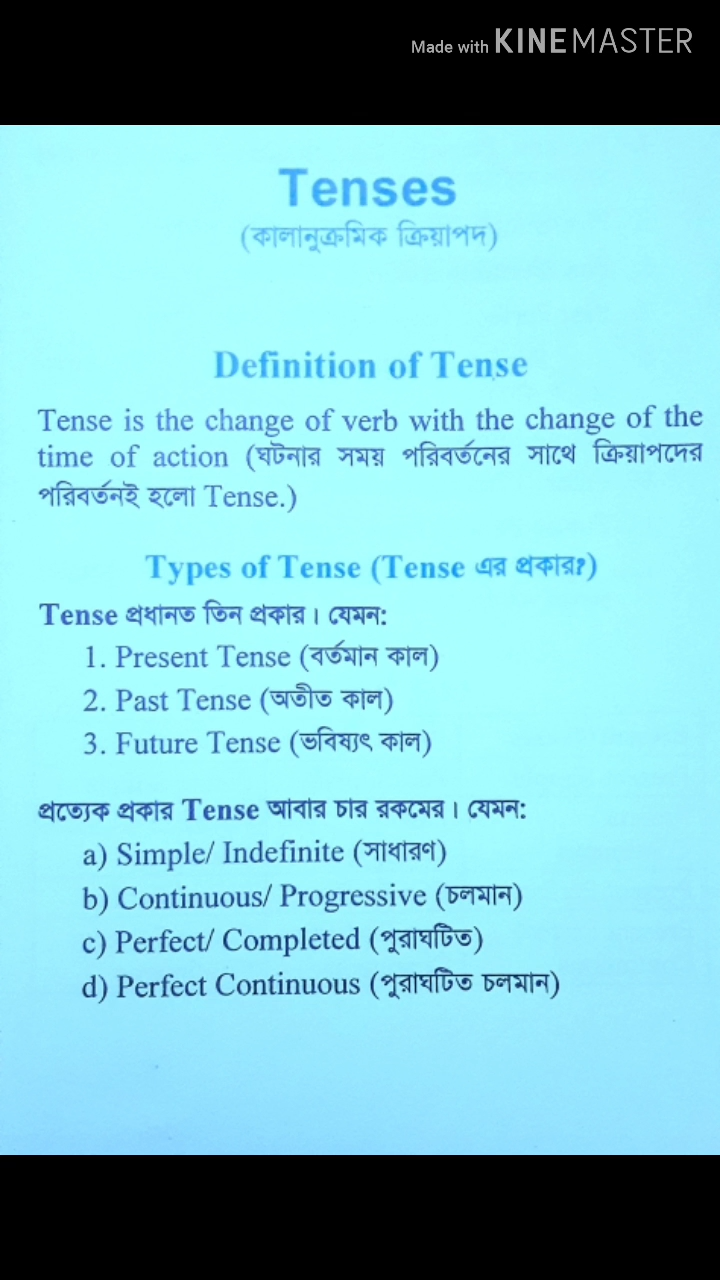 Made with KINEMASTER
Tenses
(কালানুক্রমিক ক্রিয়াপদ)
Definition of Tense
Tense is the change of verb with the change of the
time of action (ঘটনার সময় পরিবর্তনের সাথে ক্রিয়াপদের
পরিবর্তনই হলো Tense.)
Types of Tense (Tense এর প্রকার?)
Tense প্রধানত তিন প্রকার। যেমন:
1. Present Tense (বর্তমান কাল)
2. Past Tense (অতীত কাল)
3. Future Tense (ভবিষ্যৎ কাল)
প্রত্যেক প্রকার Tense আবার চার রকমের। যেমন:
a) Simple/ Indefinite (সাধারণ)
b) Continuous/ Progressive (চলমান)
c) Perfect/ Completed (পুরাঘটিত)
d) Perfect Continuous (পুরাঘটিত চলমান)